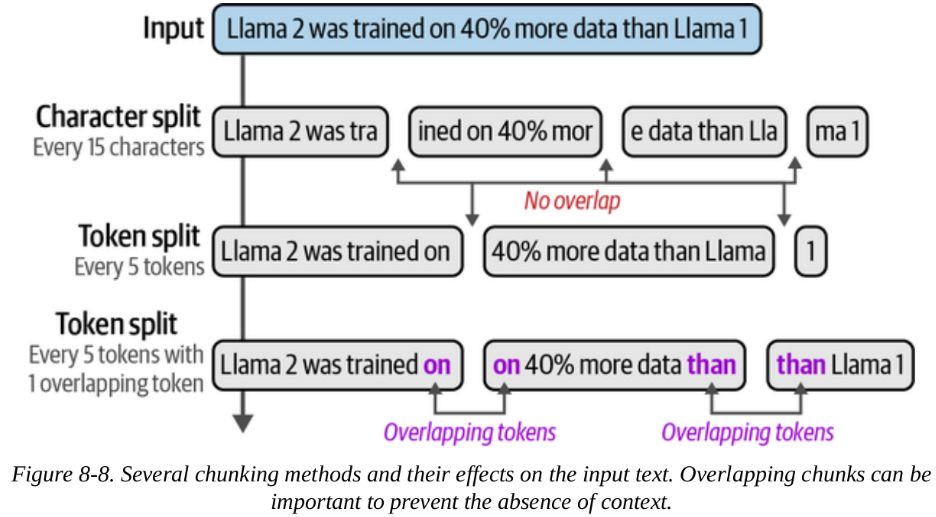 Input
Llama 2 was trained on 40% more data than Llama 1
Character split
Every 15 characters
Llama 2 was tra
ined on 40% mor
e data than Lla
ma 1
No overlap
Token split
Every 5 tokens
Llama 2 was trained on
40% more data than Llama
1
Token split
Every 5 tokens with
1 overlapping token
Llama 2 was trained on
on 40% more data than
than Llama 1
Overlapping tokens
Overlapping tokens
Figure 8-8. Several chunking methods and their effects on the input text. Overlapping chunks can be
important to prevent the absence of context.